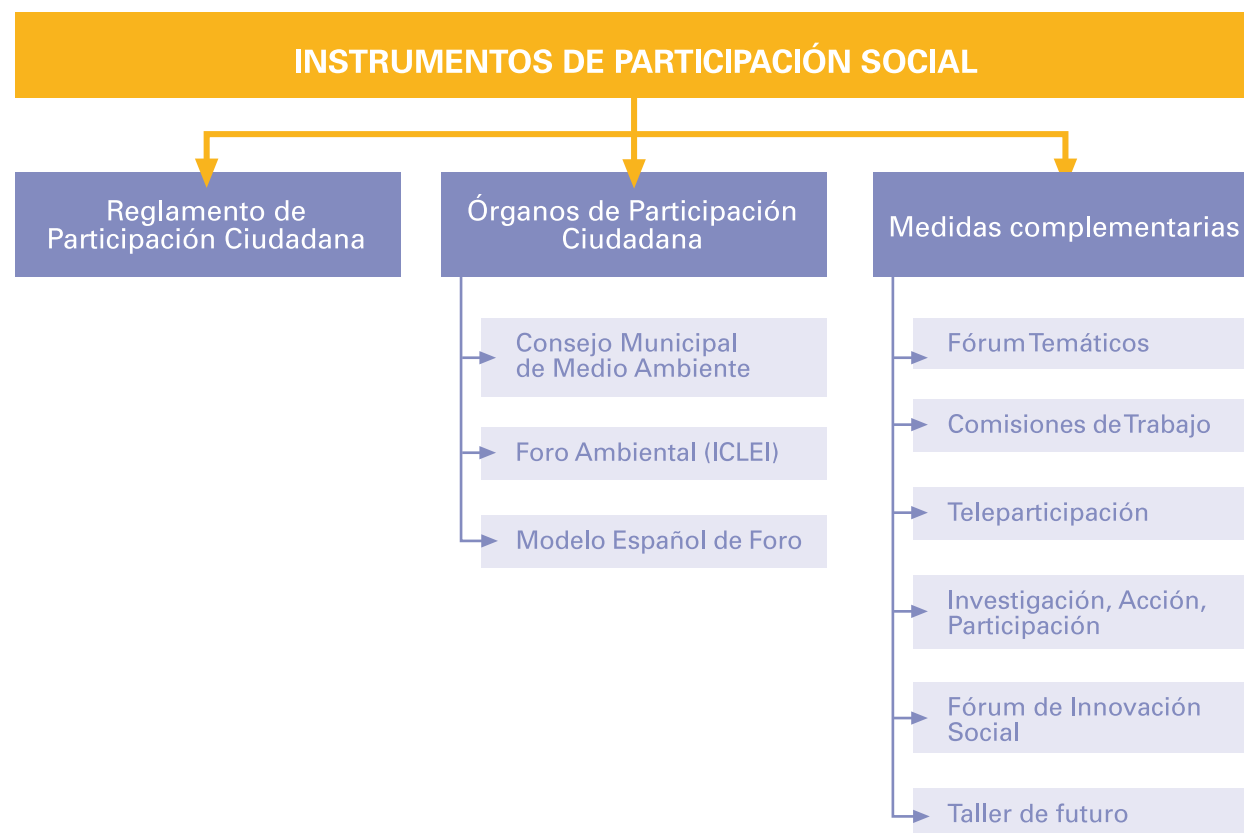 INSTRUMENTOS DE PARTICIPACIÓN SOCIAL
Reglamento de
Participación Ciudadana
Órganos de Participación
Ciudadana
Consejo Municipal
de Medio Ambiente
Foro Ambiental (ICLEI)
Modelo Español de Foro
Medidas complementarias
Fórum Temáticos
Comisiones de Trabajo
Teleparticipación
Investigación, Acción,
Participación
Fórum de Innovación
Social
Taller de futuro